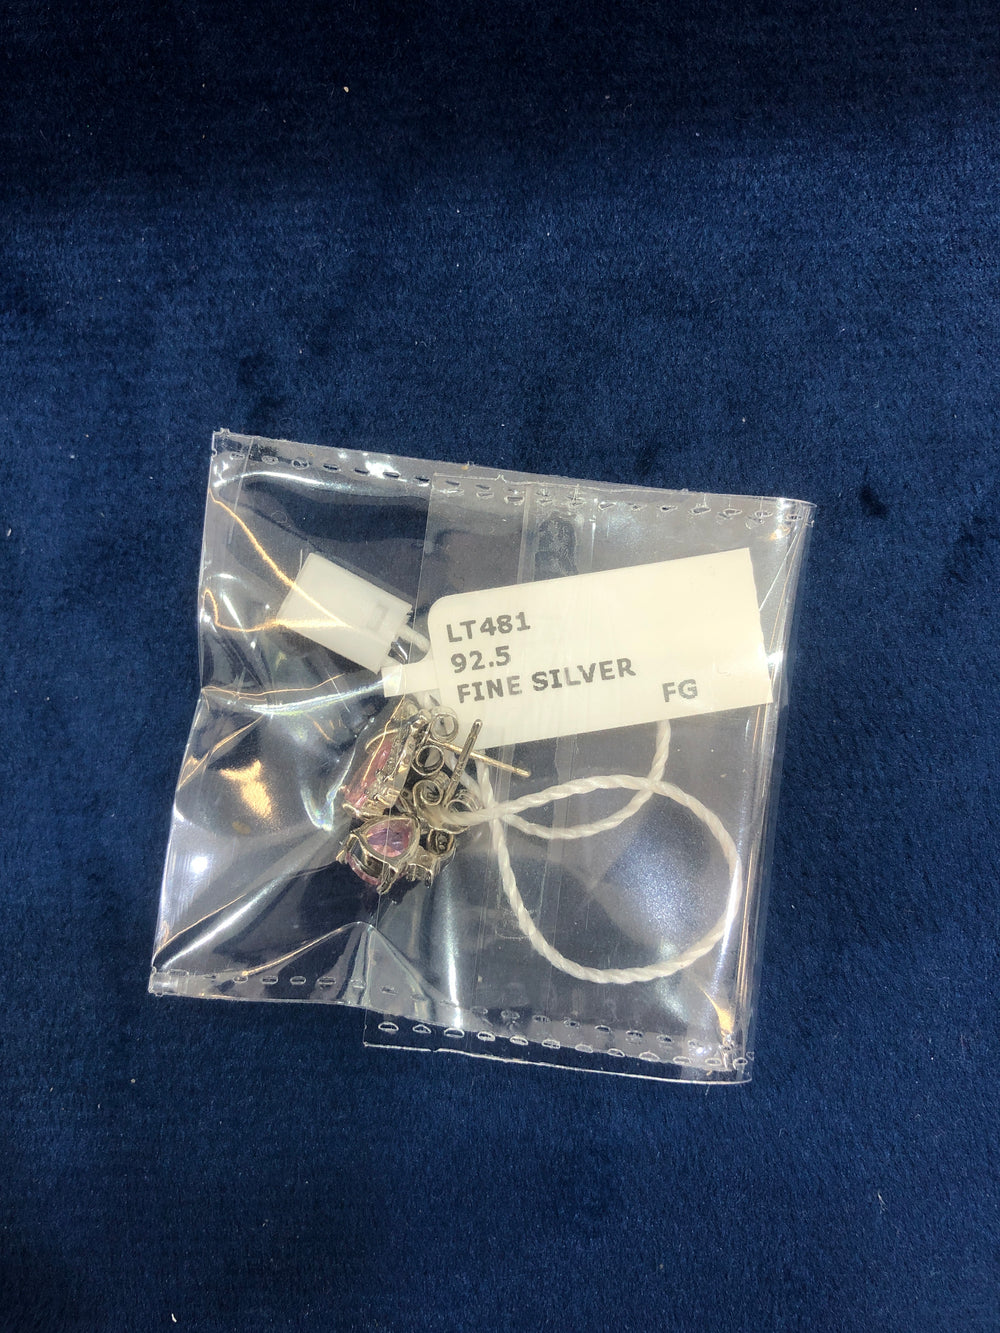 LT481
92.5
FINE SILVER
FG